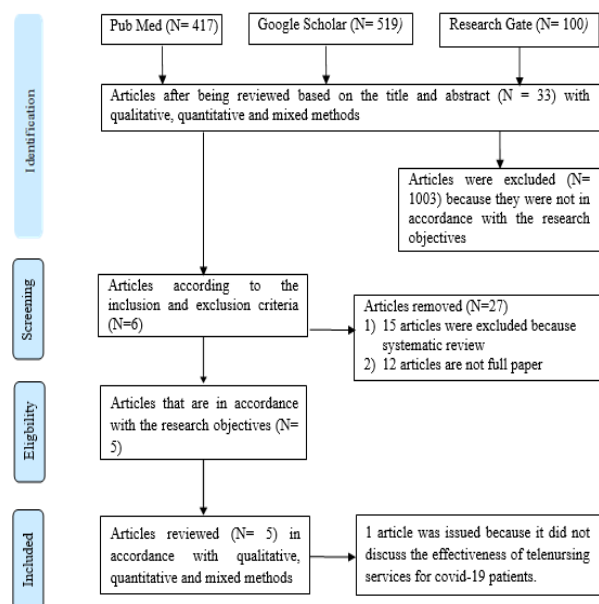 Pub Med (N= 417)
Google Scholar (N= 519)
Research Gate (N= 100)
Identification
Articles after being reviewed based on the title and abstract (N = 33) with
qualitative, quantitative and mixed methods
Articles were excluded (N=
1003) because they were not in
accordance with the research
objectives
Screening
Articles according to the
inclusion and exclusion criteria
(N=6)
Articles removed (N=27)
1) 15 articles were excluded because
systematic review
2) 12 articles are not full paper
Eligbility
Articles that are in accordance
with the research objectives (N=
5)
Included
Articles reviewed (N= 5) in
accordance with qualitative,
quantitative and mixed methods
1 article was issued because it did not
discuss the effectiveness of telenursing
services for covid-19 patients.